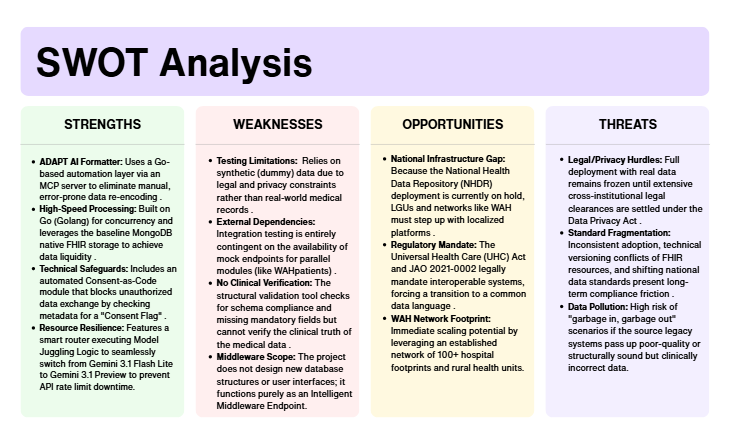 SWOT Analysis
STRENGTHS
• ADAPT AI Formatter: Uses a Go-
based automation layer via an
MCP server to eliminate manual,
error-prone data re-encoding .
• High-Speed Processing: Built on
Go (Golang) for concurrency and
leverages the baseline MongoDB
native FHIR storage to achieve
data liquidity .
• Technical Safeguards: Includes an
automated Consent-as-Code
module that blocks unauthorized
data exchange by checking
metadata for a "Consent Flag" .
• Resource Resilience: Features a
smart router executing Model
Juggling Logic to seamlessly
switch from Gemini 3.1 Flash Lite
to Gemini 3.1 Preview to prevent
API rate limit downtime.
WEAKNESSES
• Testing Limitations: Relies on
synthetic (dummy) data due to
legal and privacy constraints
rather than real-world medical
records .
• External Dependencies:
Integration testing is entirely
contingent on the availability of
mock endpoints for parallel
modules (like WAHpatients) .
• No Clinical Verification: The
structural validation tool checks
for schema compliance and
missing mandatory fields but
cannot verify the clinical truth of
the medical data .
• Middleware Scope: The project
does not design new database
structures or user interfaces; it
functions purely as an Intelligent
Middleware Endpoint.
OPPORTUNITIES
• National Infrastructure Gap:
Because the National Health
Data Repository (NHDR)
deployment is currently on hold,
LGUs and networks like WAH
must step up with localized
platforms .
• Regulatory Mandate: The
Universal Health Care (UHC) Act
and JAO 2021-0002 legally
mandate interoperable systems,
forcing a transition to a common
data language .
• WAH Network Footprint:
Immediate scaling potential by
leveraging an established
network of 100+ hospital
footprints and rural health units.
THREATS
• Legal/Privacy Hurdles: Full
deployment with real data
remains frozen until extensive
cross-institutional legal
clearances are settled under the
Data Privacy Act .
• Standard Fragmentation:
Inconsistent adoption, technical
versioning conflicts of FHIR
resources, and shifting national
data standards present long-
term compliance friction .
• Data Pollution: High risk of
"garbage in, garbage out"
scenarios if the source legacy
systems pass up poor-quality or
structurally sound but clinically
incorrect data.